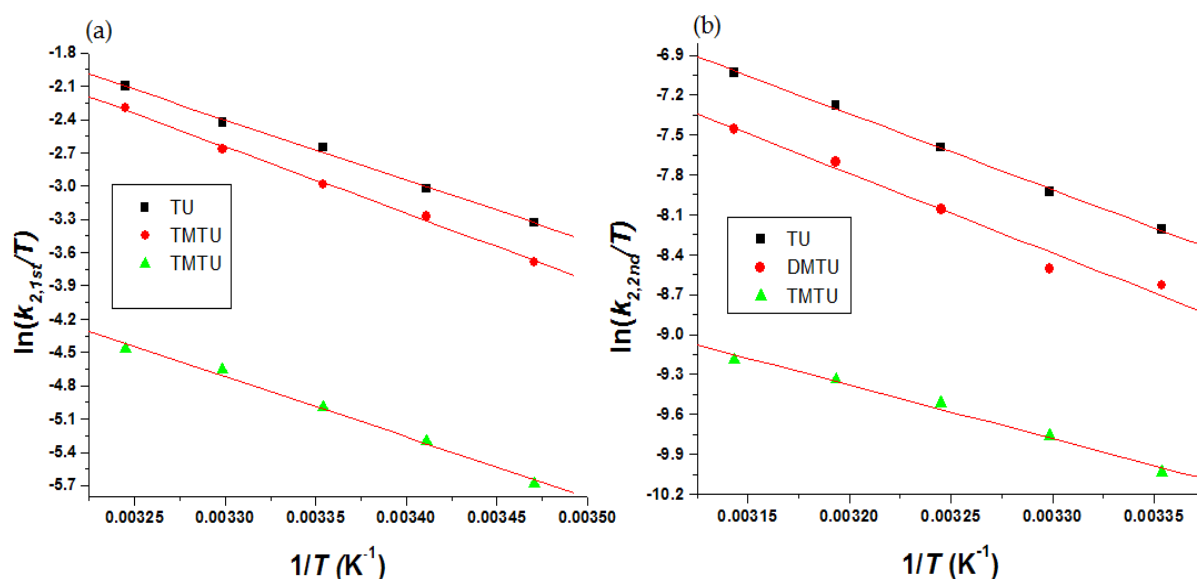 (a)
-1.8
-2.1
-2.4
-2.7
-3.0
-3.3
-3.6
-3.9
-4.2
-4.5
-4.8
-5.1
-5.4
-5.7
ln(k2,1st/T)
TU
TMTU
TMTU
0.00325 0.00330 0.00335 0.00340 0.00345 0.00350
1/T (K-1)
(b)
-6.9
-7.2
-7.5
-7.8
-8.1
-8.4
-8.7
-9.0
-9.3
-9.6
-9.9
-10.2
ln(k2,2nd/T)
TU
DMTU
TMTU
0.00315 0.00320 0.00325 0.00330 0.00335
1/T (K-1)